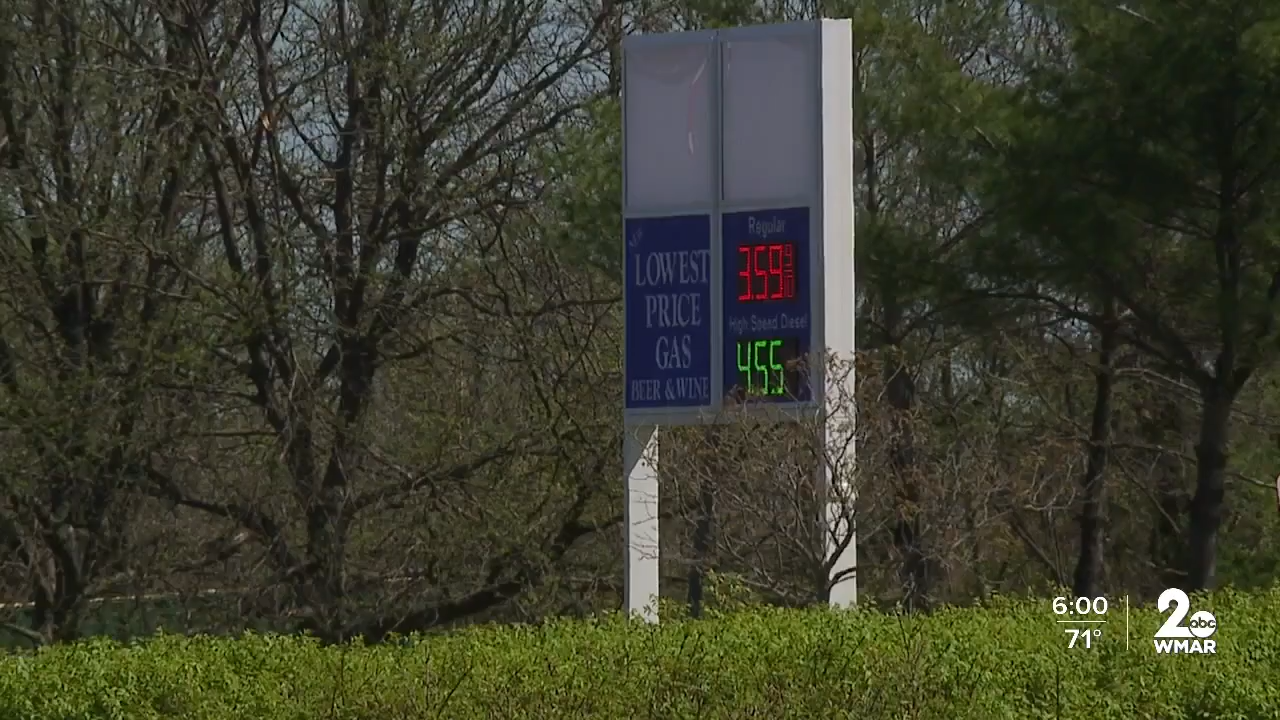 LOWEST
PRICE
GAS
BEER & WINE
Regular
3.59 9/10
High Speed Diesel
4.55
6:00
71°
2 abc
WMAR